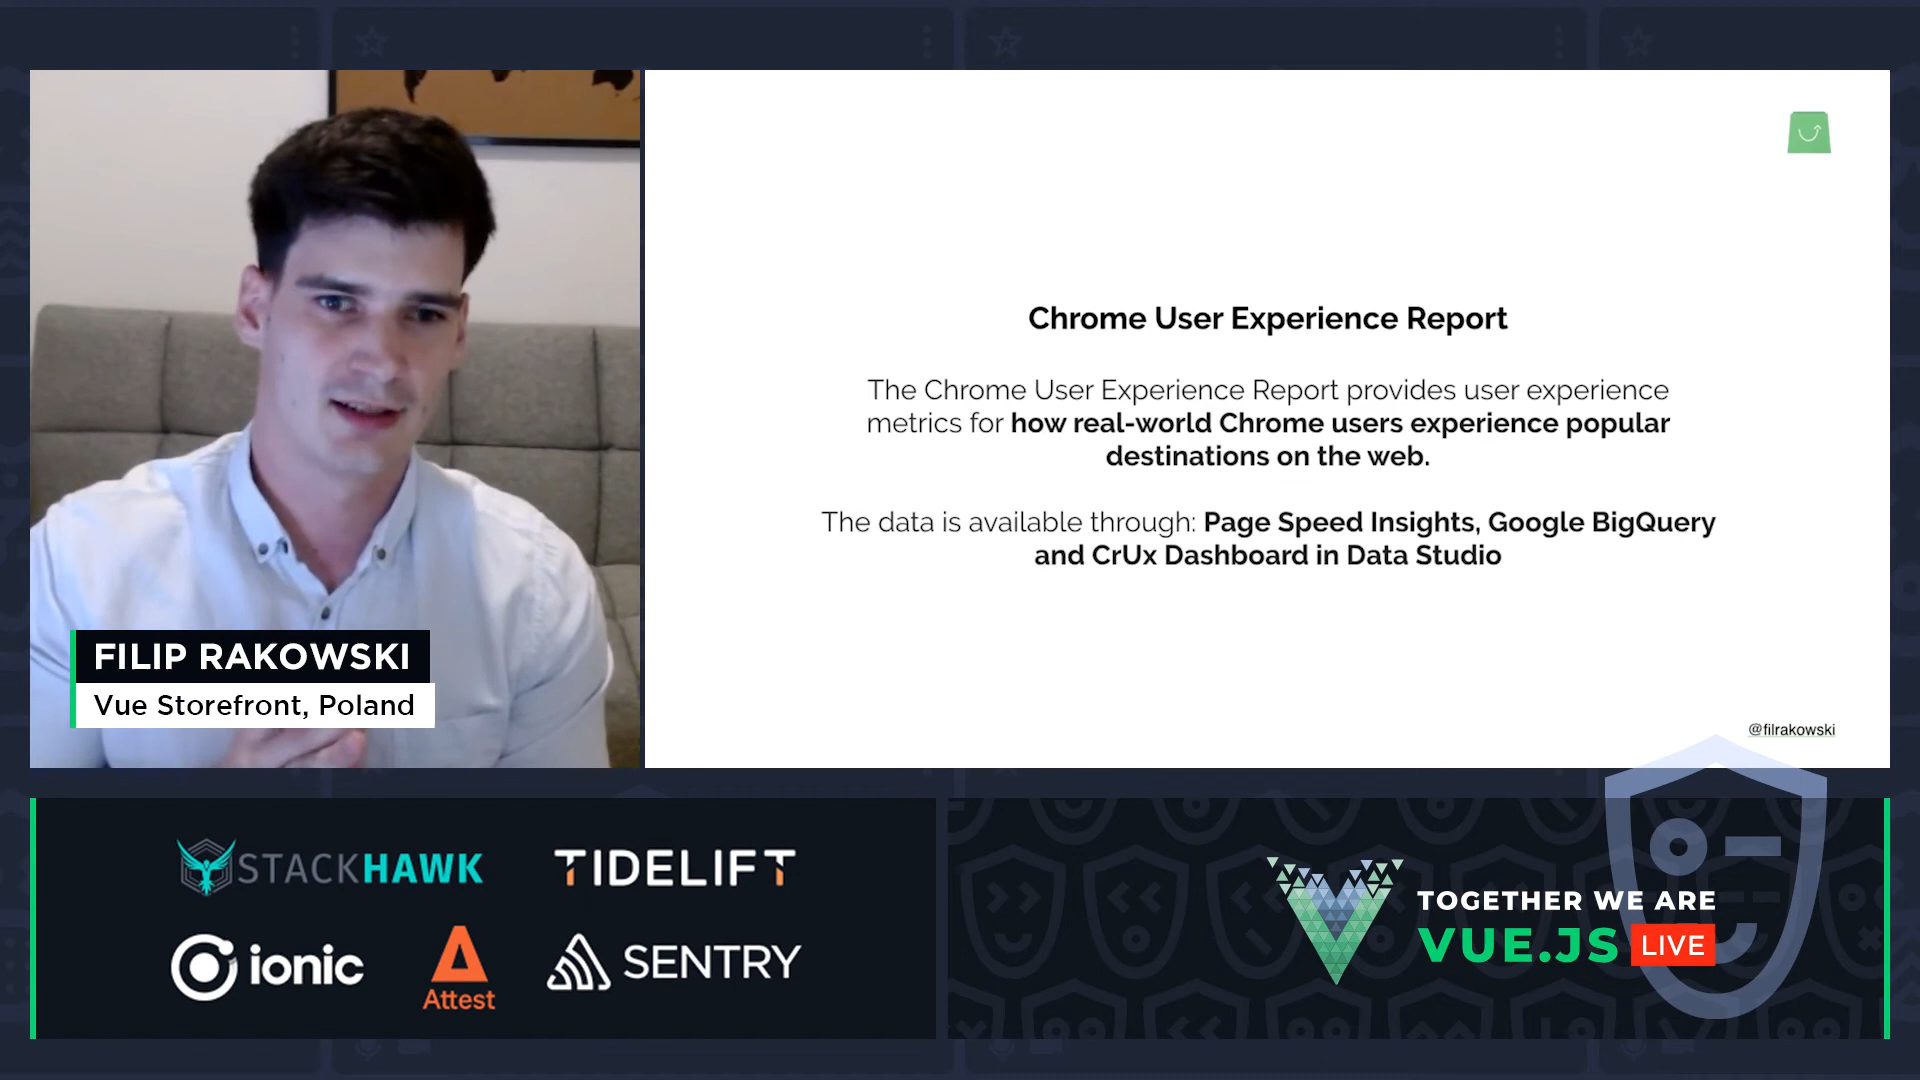 Chrome User Experience Report
The Chrome User Experience Report provides user experience
metrics for how real-world Chrome users experience popular
destinations on the web.
The data is available through: Page Speed Insights, Google BigQuery
and CrUx Dashboard in Data Studio
@filrakowski
FILIP RAKOWSKI
Vue Storefront, Poland
STACKHAWK
TIDELIFT
ionic
Attest
SENTRY
TOGETHER WE ARE
VUE.JS LIVE